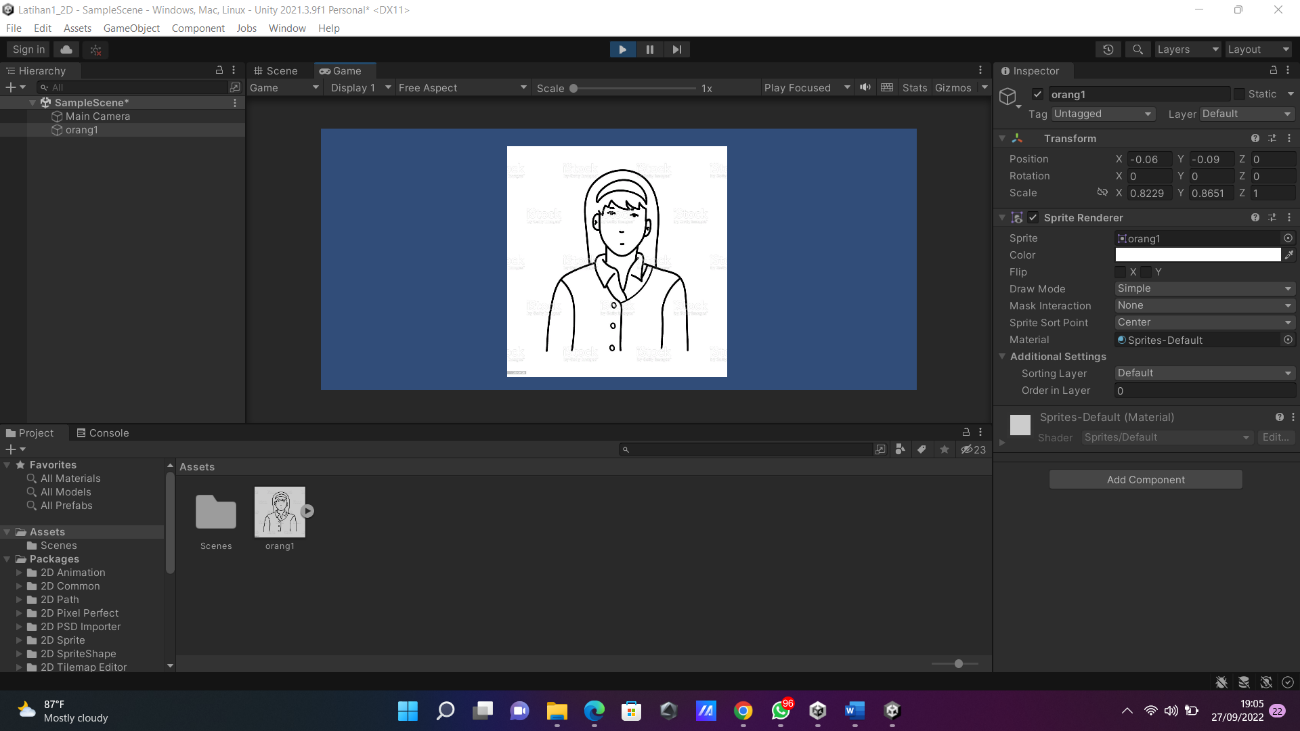 Latihan1_2D - SampleScene - Windows, Mac, Linux - Unity 2021.3.9f1 Personal* <DX11>
File Edit Assets GameObject Component Jobs Window Help
Sign in Layers Layout
Hierarchy Scene Game Inspector
All Game Display 1 Free Aspect Scale 1x Play Focused Stats Gizmos
SampleScene*
Main Camera
orang1
orang1 Static
Tag Untagged Layer Default
Transform
Position X -0.06 Y -0.09 Z 0
Rotation X 0 Y 0 Z 0
Scale X 0.8229 Y 0.8651 Z 1
Sprite Renderer
Sprite orang1
Color
Flip X Y
Draw Mode Simple
Mask Interaction None
Sprite Sort Point Center
Material Sprites-Default
Additional Settings
Sorting Layer Default
Order in Layer 0
Sprites-Default (Material)
Shader Sprites/Default Edit...
Add Component
iStock
Project Console
23
Favorites
All Materials
All Models
All Prefabs
Assets
Scenes
Packages
2D Animation
2D Common
2D Path
2D Pixel Perfect
2D PSD Importer
2D Sprite
2D SpriteShape
2D Tilemap Editor
Assets
Scenes orang1
87°F
Mostly cloudy
96
19:05
27/09/2022
22